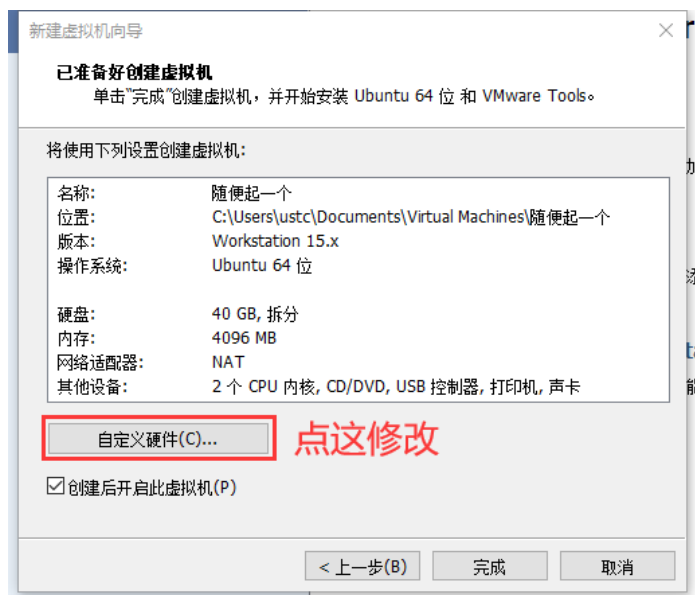 新建虚拟机向导
已准备好创建虚拟机
单击"完成"创建虚拟机，并开始安装 Ubuntu 64 位 和 VMware Tools。
将使用下列设置创建虚拟机:
名称: 随便起一个
位置: C:\Users\ustc\Documents\Virtual Machines\随便起一个
版本: Workstation 15.x
操作系统: Ubuntu 64 位
硬盘: 40 GB, 拆分
内存: 4096 MB
网络适配器: NAT
其他设备: 2 个 CPU 内核, CD/DVD, USB 控制器, 打印机, 声卡
自定义硬件(C)... 点这修改
创建后开启此虚拟机(P)
< 上一步(B) 完成 取消